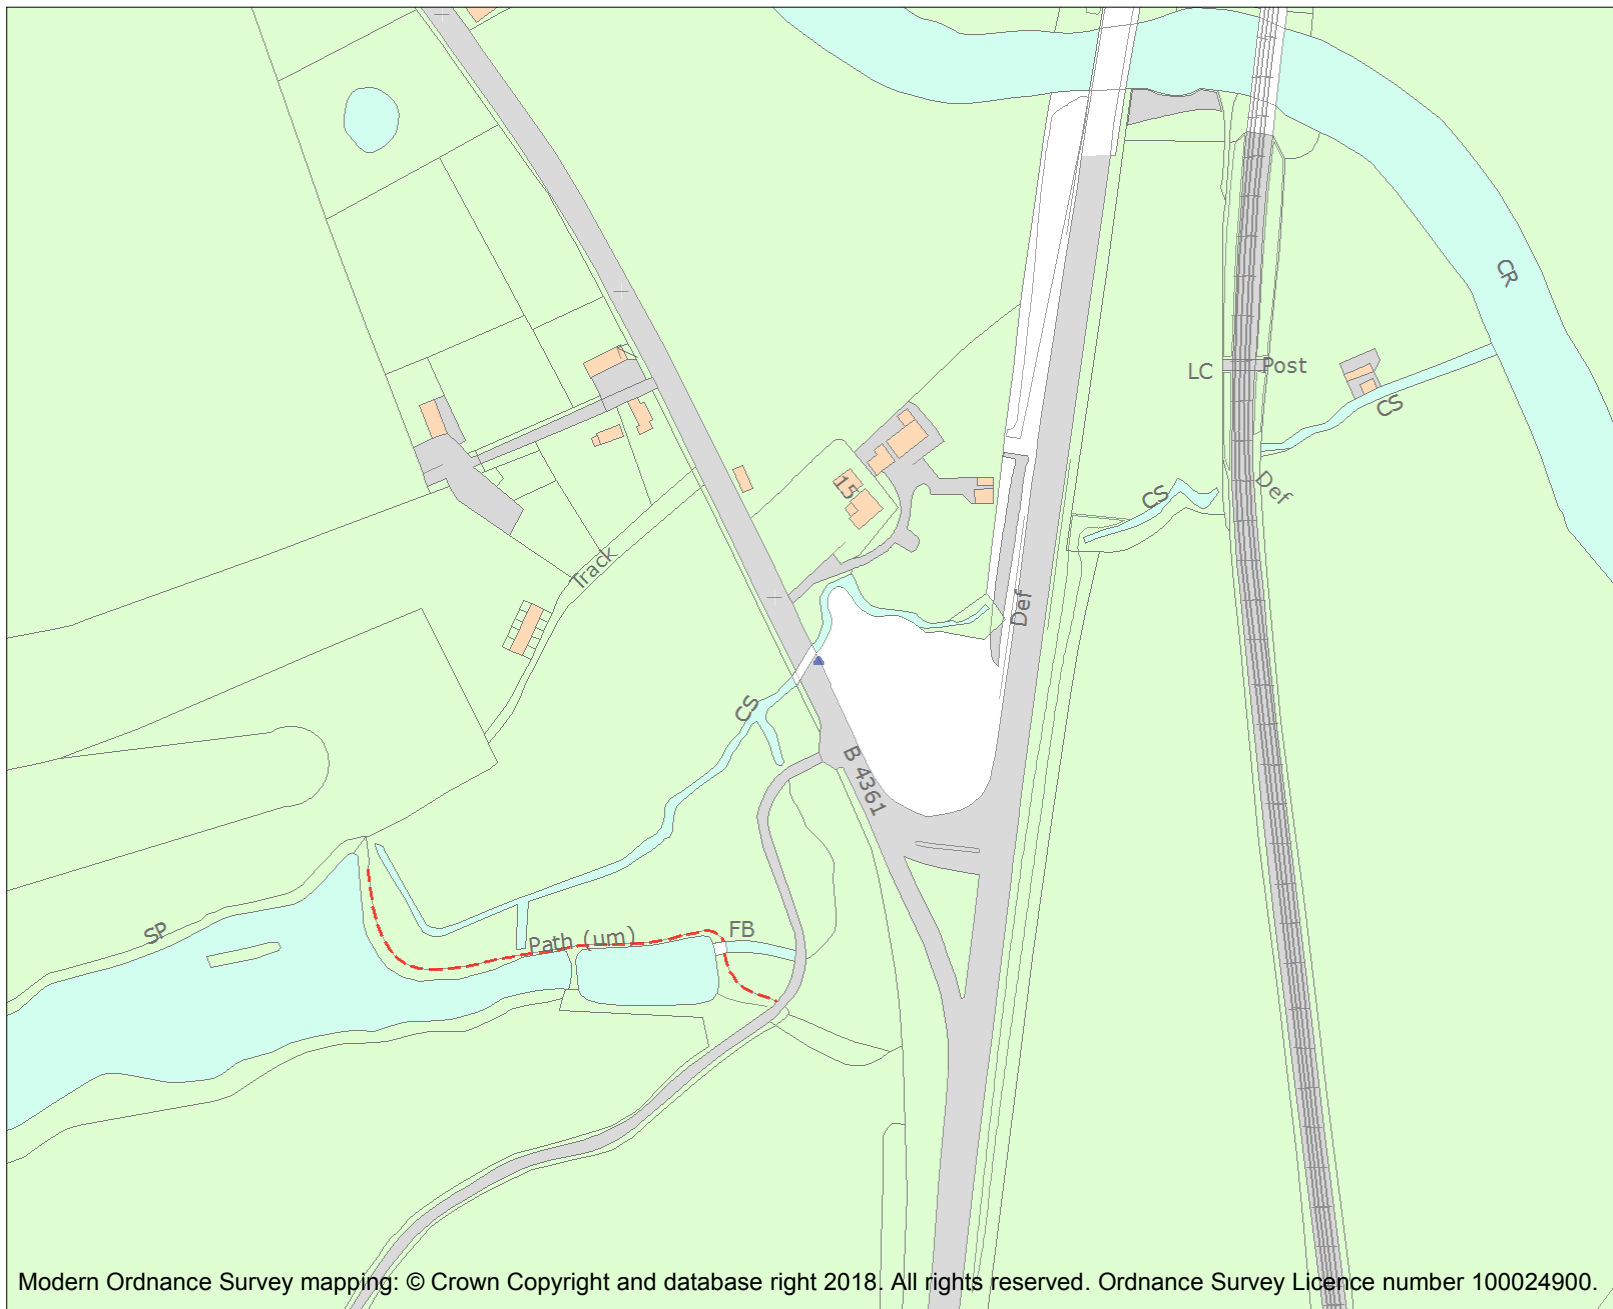 CR
LC
Post
CS
15
CS
Def
Track
Def
CS
B 4361
SP
Path (um)
FB
Modern Ordnance Survey mapping: © Crown Copyright and database right 2018. All rights reserved. Ordnance Survey Licence number 100024900.